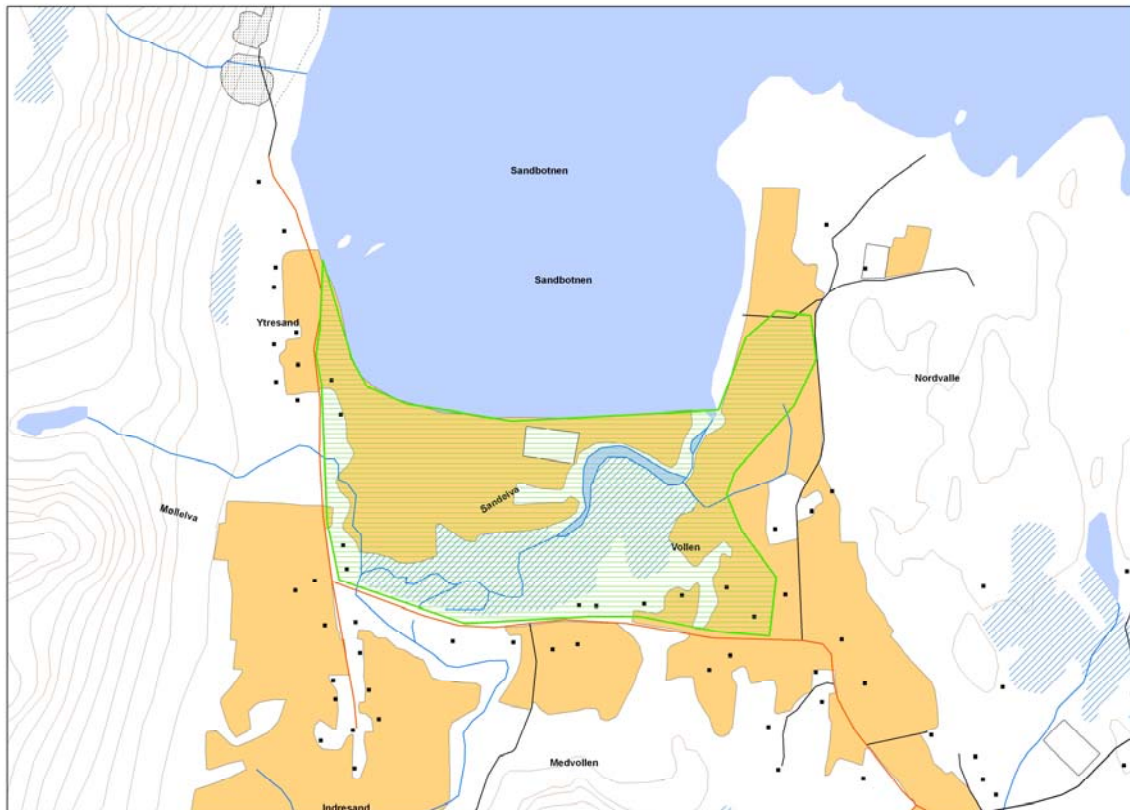 Sandbotnen
Sandbotnen
Ytresand
Nordvalle
Sandelva
Møllelva
Vollen
Medvollen
Indresand